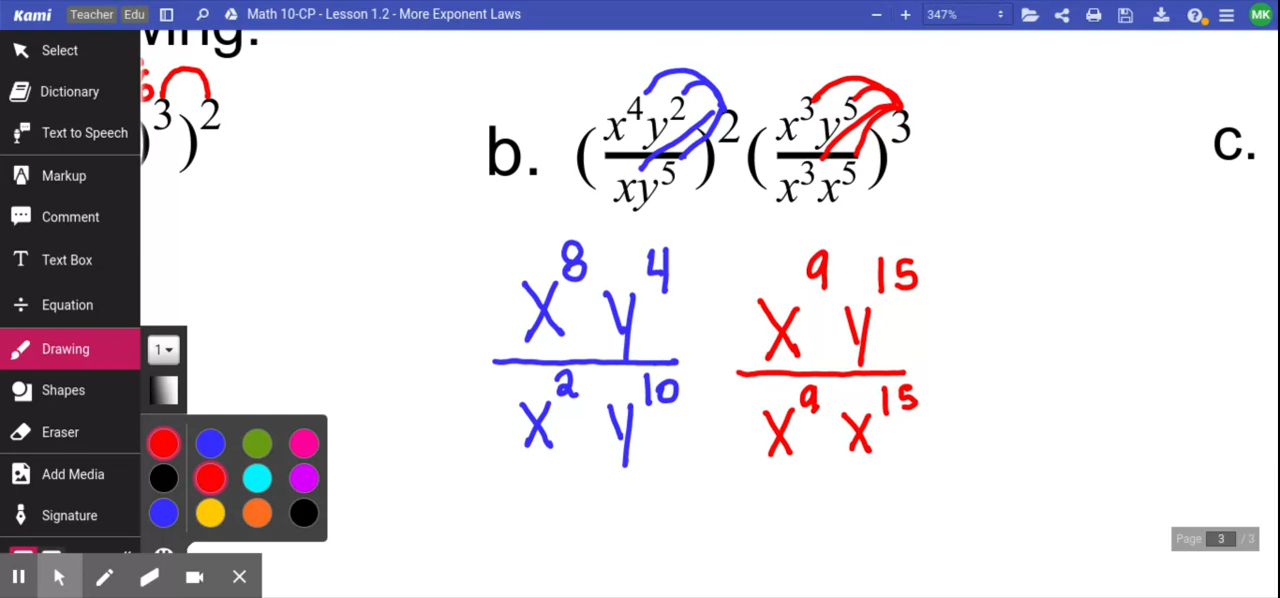 Kami Teacher Edu Math 10-CP - Lesson 1.2 - More Exponent Laws 347% MK
Select
Dictionary
Text to Speech
Markup
Comment
Text Box
Equation
Drawing
Shapes
Eraser
Add Media
Signature
1
)³)²
b. (x⁴y²/xy⁵)² (x³y⁵/x³x⁵)³
c.
x⁸ y⁴ x⁹ y¹⁵
x² y¹⁰ x⁹ x¹⁵
Page 3 / 3